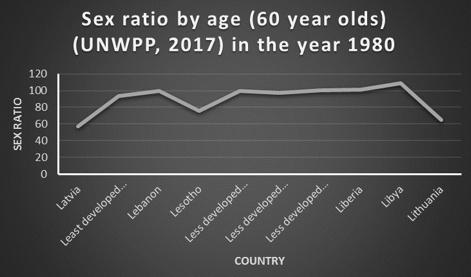 Sex ratio by age (60 year olds)
(UNWPP, 2017) in the year 1980
120
100
80
60
40
20
0
SEX RATIO
Latvia
Least developed...
Lebanon
Lesotho
Less developed...
Less developed...
Less developed...
Liberia
Libya
Lithuania
COUNTRY